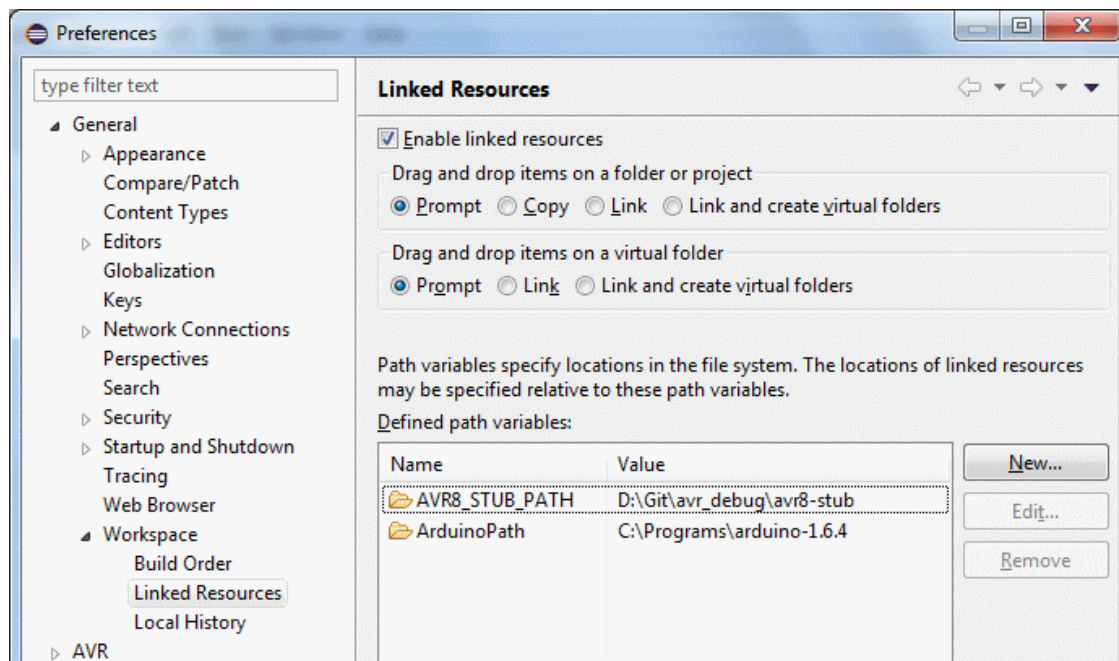 Preferences
type filter text
General
Appearance
Compare/Patch
Content Types
Editors
Globalization
Keys
Network Connections
Perspectives
Search
Security
Startup and Shutdown
Tracing
Web Browser
Workspace
Build Order
Linked Resources
Local History
AVR
Linked Resources
Enable linked resources
Drag and drop items on a folder or project
Prompt Copy Link Link and create virtual folders
Drag and drop items on a virtual folder
Prompt Link Link and create virtual folders
Path variables specify locations in the file system. The locations of linked resources
may be specified relative to these path variables.
Defined path variables:
Name Value
AVR8_STUB_PATH D:\Git\avr_debug\avr8-stub
ArduinoPath C:\Programs\arduino-1.6.4
New...
Edit...
Remove